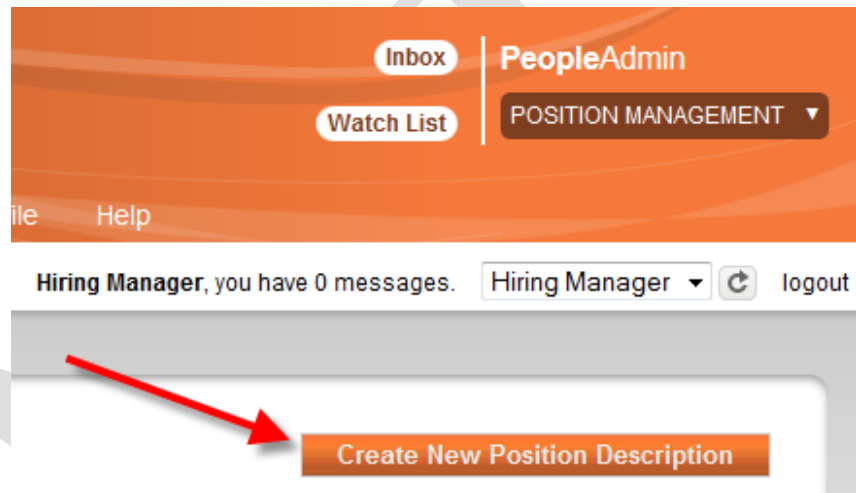 Inbox PeopleAdmin
Watch List POSITION MANAGEMENT
ile Help
Hiring Manager, you have 0 messages. Hiring Manager logout
Create New Position Description